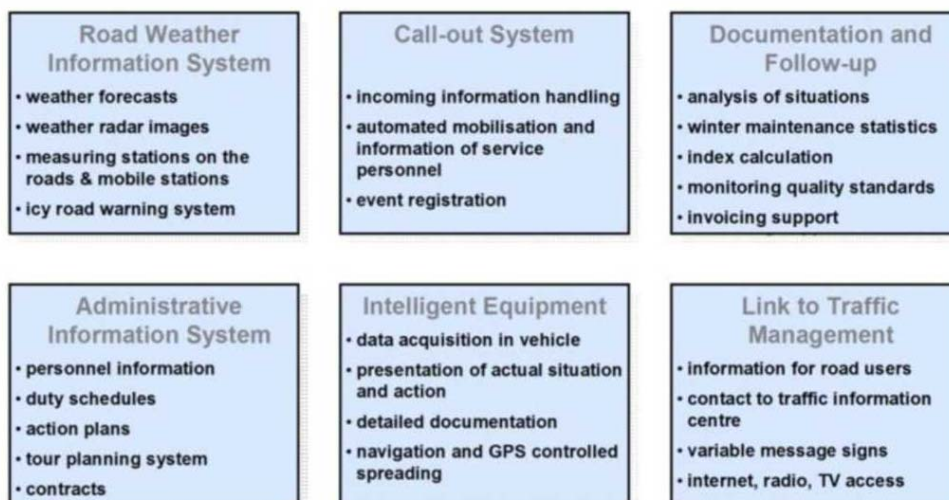 Road Weather
Information System
• weather forecasts
• weather radar images
• measuring stations on the
roads & mobile stations
• icy road warning system
Call-out System
• incoming information handling
• automated mobilisation and
information of service
personnel
• event registration
Documentation and
Follow-up
• analysis of situations
• winter maintenance statistics
• index calculation
• monitoring quality standards
• invoicing support
Administrative
Information System
• personnel information
• duty schedules
• action plans
• tour planning system
• contracts
Intelligent Equipment
• data acquisition in vehicle
• presentation of actual situation
and action
• detailed documentation
• navigation and GPS controlled
spreading
Link to Traffic
Management
• information for road users
• contact to traffic information
centre
• variable message signs
• internet, radio, TV access